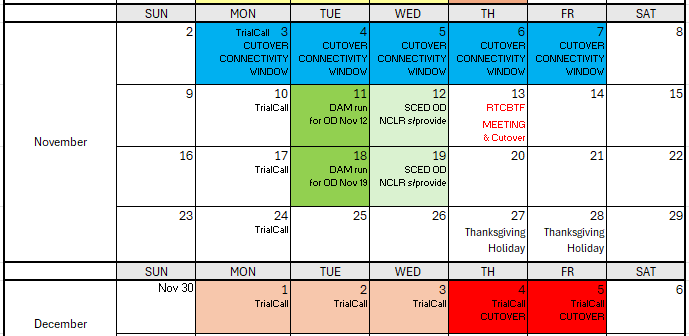 SUN MON TUE WED TH FR SAT
November
2 TrialCall 3 4 5 6 7 8
CUTOVER CUTOVER CUTOVER CUTOVER CUTOVER
CONNECTIVITY CONNECTIVITY CONNECTIVITY CONNECTIVITY CONNECTIVITY
WINDOW WINDOW WINDOW WINDOW WINDOW
9 10 11 12 13 14 15
TrialCall DAM run SCED OD RTCBTF
for OD Nov 12 NCLR s/provide MEETING
& Cutover
16 17 18 19 20 21 22
TrialCall DAM run SCED OD
for OD Nov 19 NCLR s/provide
23 24 25 26 27 28 29
TrialCall Thanksgiving Thanksgiving
Holiday Holiday
SUN MON TUE WED TH FR SAT
December
Nov 30 1 2 3 4 5 6
TrialCall TrialCall TrialCall TrialCall TrialCall
CUTOVER CUTOVER